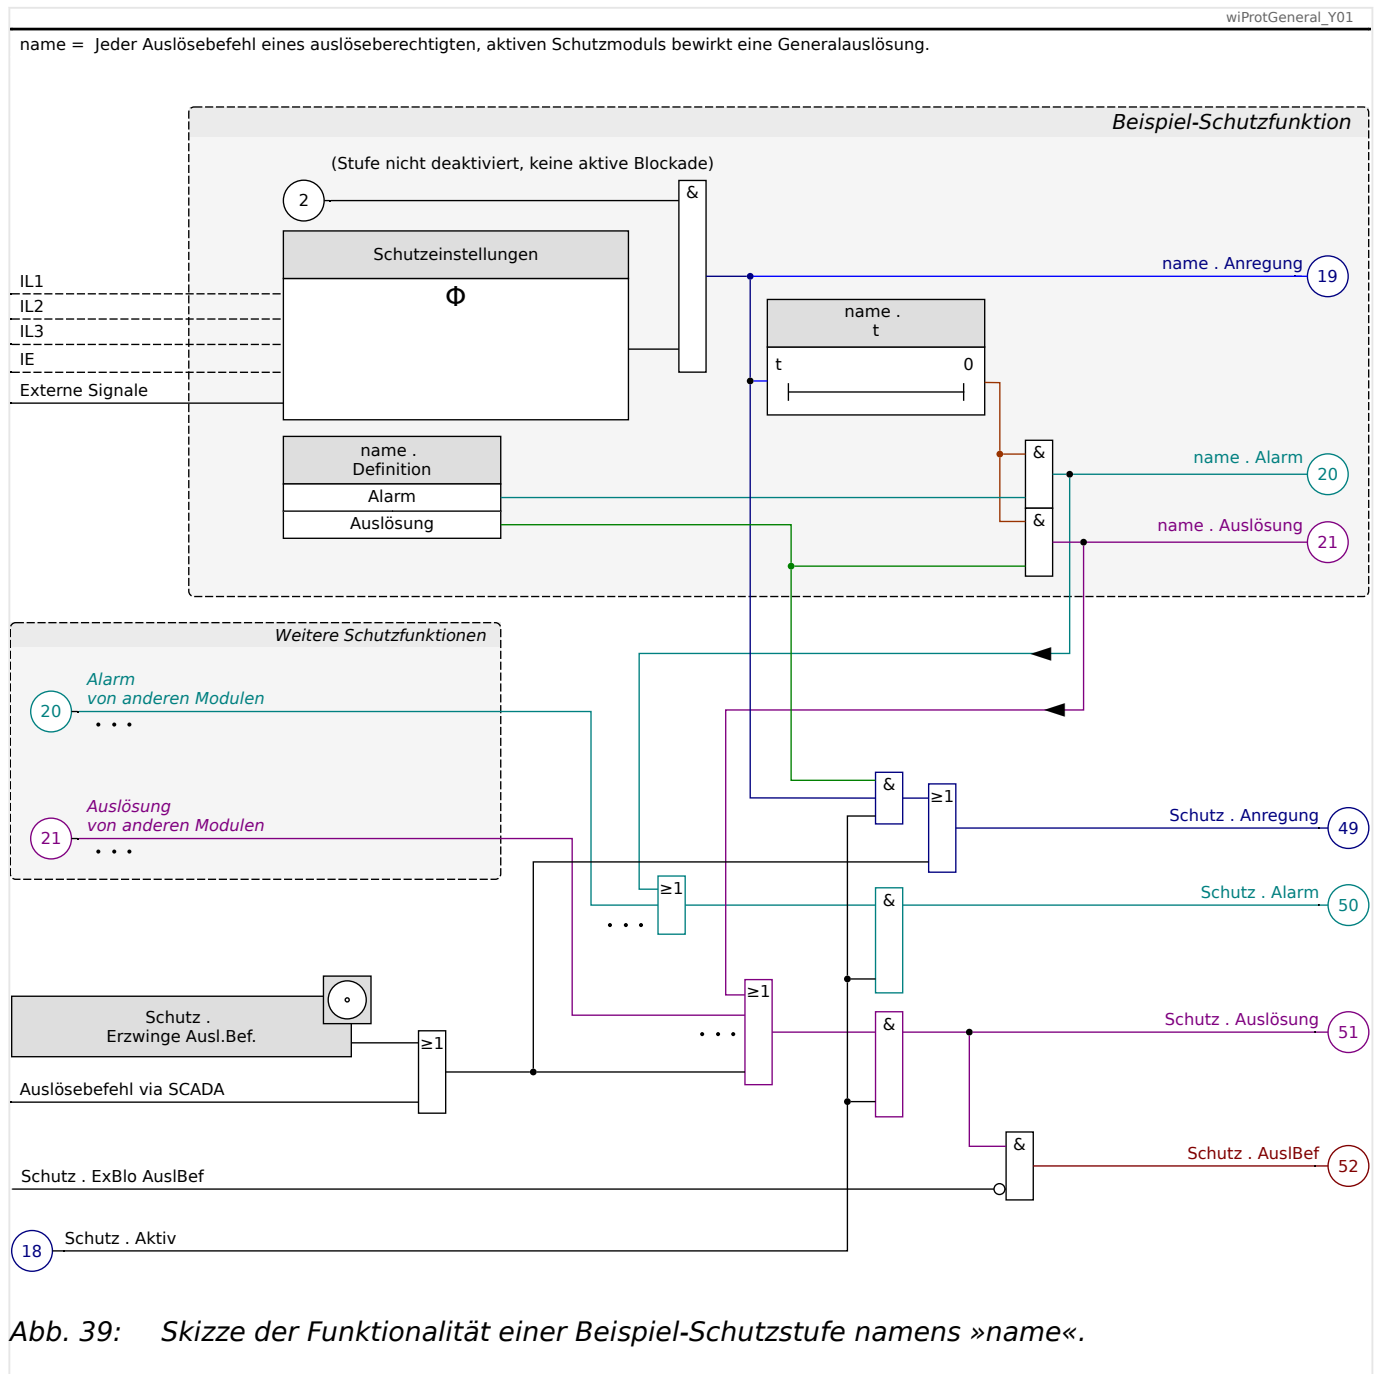 wiProtGeneral_Y01
name = Jeder Auslösebefehl eines auslöseberechtigten, aktiven Schutzmoduls bewirkt eine Generalauslösung.
Beispiel-Schutzfunktion
(Stufe nicht deaktiviert, keine aktive Blockade)
2
&
Schutzeinstellungen
Φ
name . Anregung
19
IL1
IL2
IL3
IE
Externe Signale
name .
t
t 0
name .
Definition
Alarm
Auslösung
&
name . Alarm
20
&
name . Auslösung
21
Weitere Schutzfunktionen
Alarm
von anderen Modulen
20
. . .
Auslösung
von anderen Modulen
21
. . .
&
≥1
Schutz . Anregung
49
≥1
. . .
&
Schutz . Alarm
50
Schutz .
Erzwinge Ausl.Bef.
≥1
≥1
. . .
&
Schutz . Auslösung
51
Auslösebefehl via SCADA
Schutz . ExBlo AuslBef
&
Schutz . AuslBef
52
18
Schutz . Aktiv
Abb. 39: Skizze der Funktionalität einer Beispiel-Schutzstufe namens »name«.